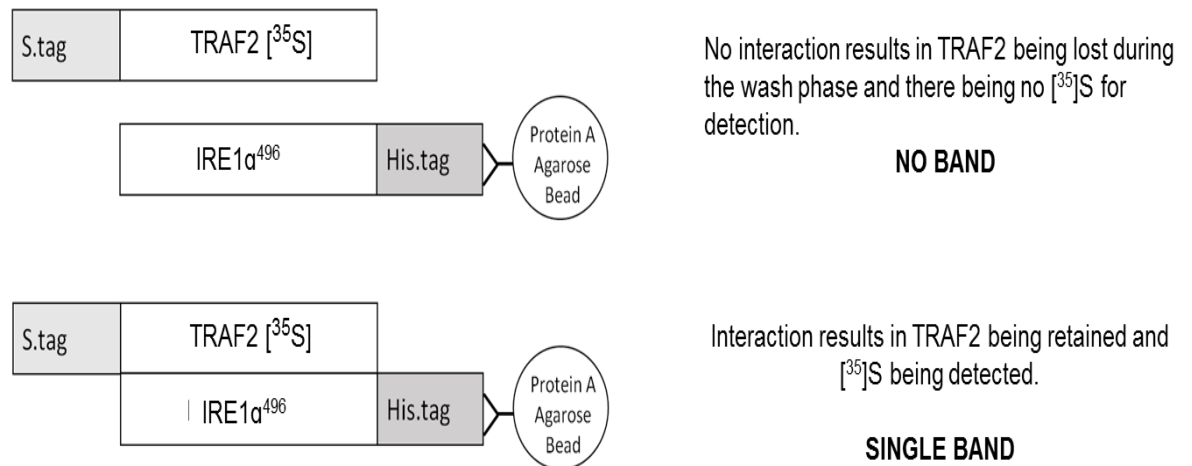 S.tag
TRAF2 [³⁵S]
IRE1α⁴⁹⁶
His.tag
Protein A
Agarose
Bead
No interaction results in TRAF2 being lost during
the wash phase and there being no [³⁵]S for
detection.
NO BAND
S.tag
TRAF2 [³⁵S]
IRE1α⁴⁹⁶
His.tag
Protein A
Agarose
Bead
Interaction results in TRAF2 being retained and
[³⁵]S being detected.
SINGLE BAND